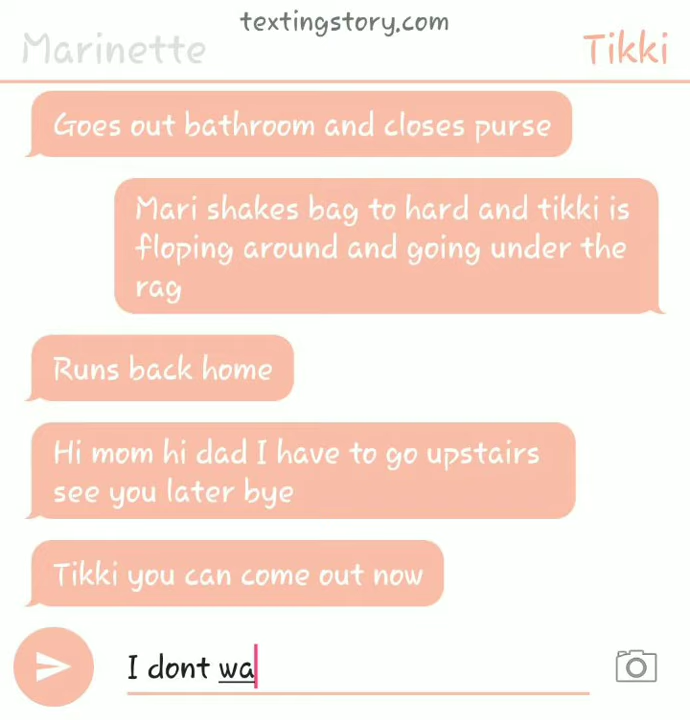 textingstory.com
Marinette
Tikki
Goes out bathroom and closes purse
Mari shakes bag to hard and tikki is
floping around and going under the
rag
Runs back home
Hi mom hi dad I have to go upstairs
see you later bye
Tikki you can come out now
I dont wa